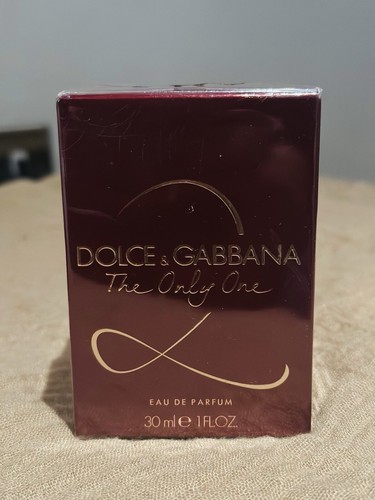 DOLCE & GABBANA
The Only One
EAU DE PARFUM
30 ml e 1 FL.OZ.